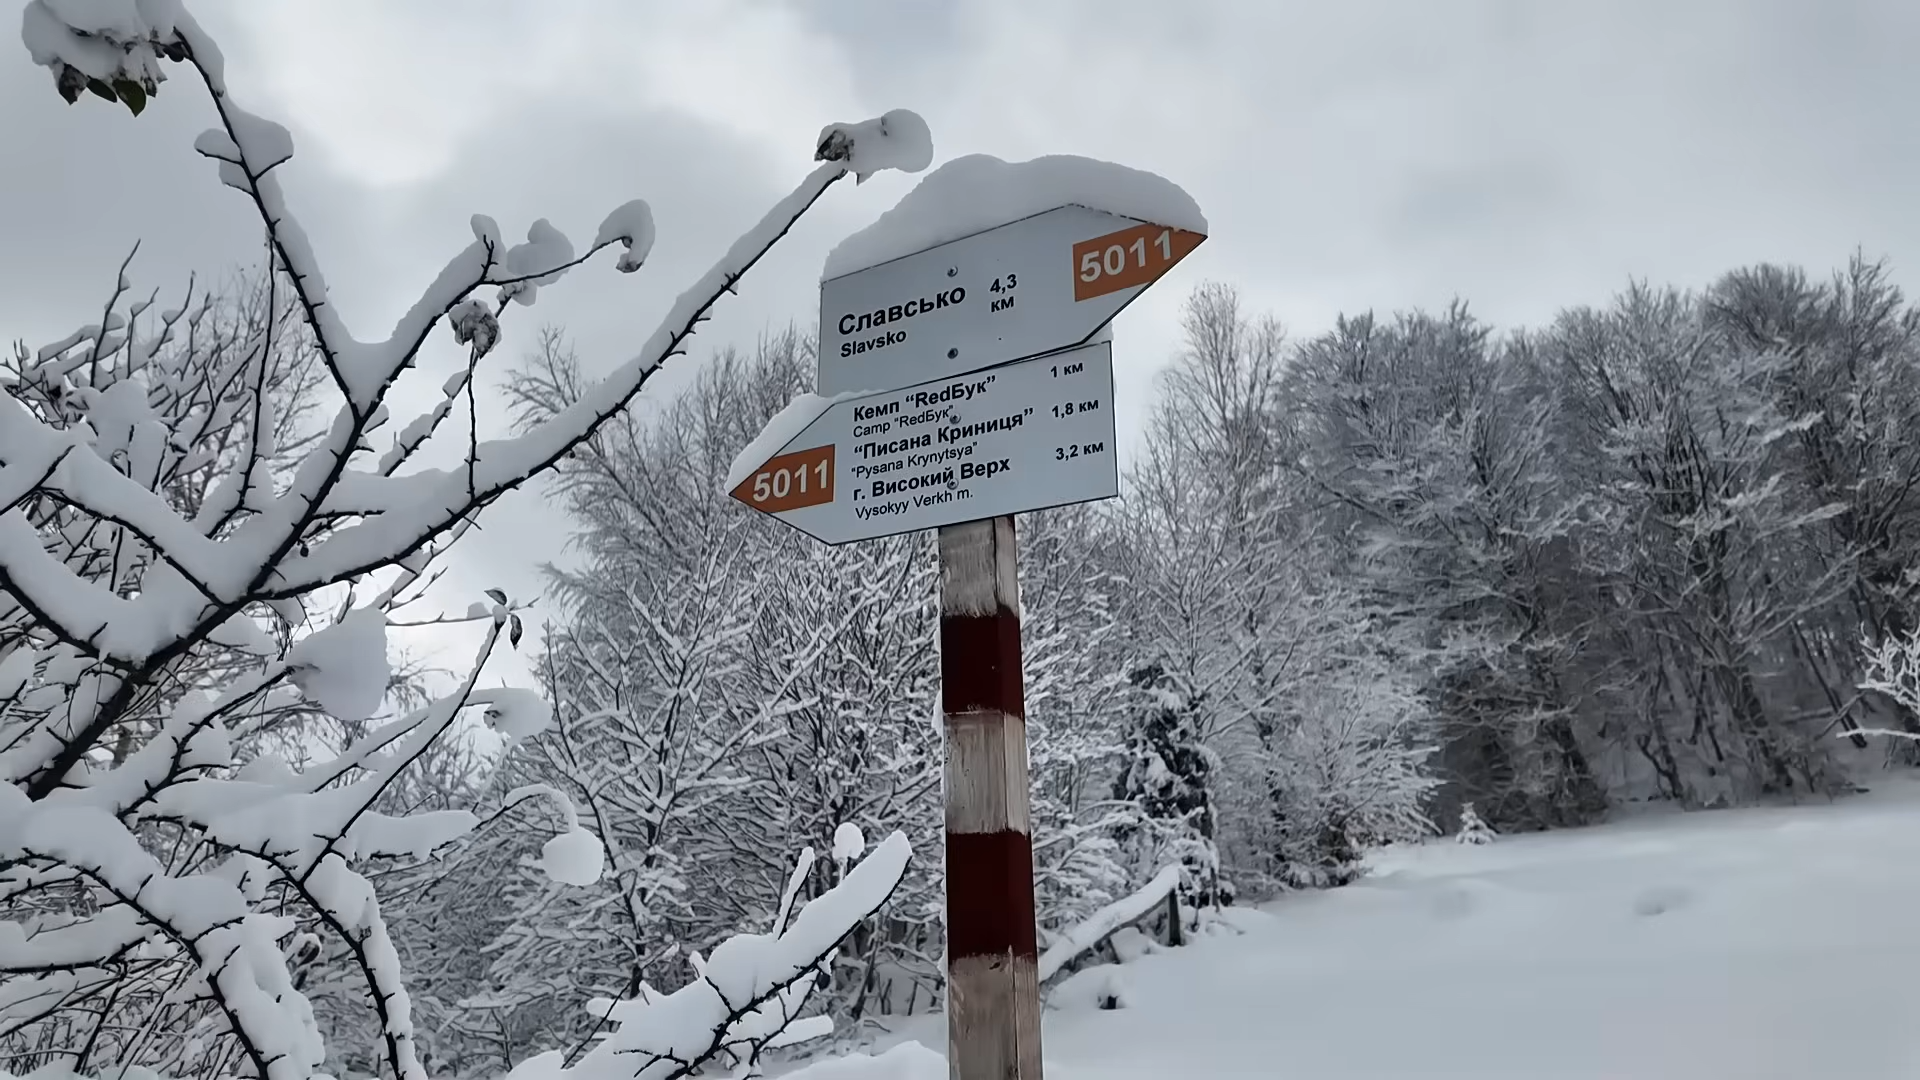 5011
Славсько 4,3 км
Slavsko
Кемп “RedБук” 1 км
Camp “RedБук”
“Писана Криниця” 1,8 км
“Pysana Krynytsya”
5011
г. Високий Верх 3,2 км
Vysokyy Verkh m.